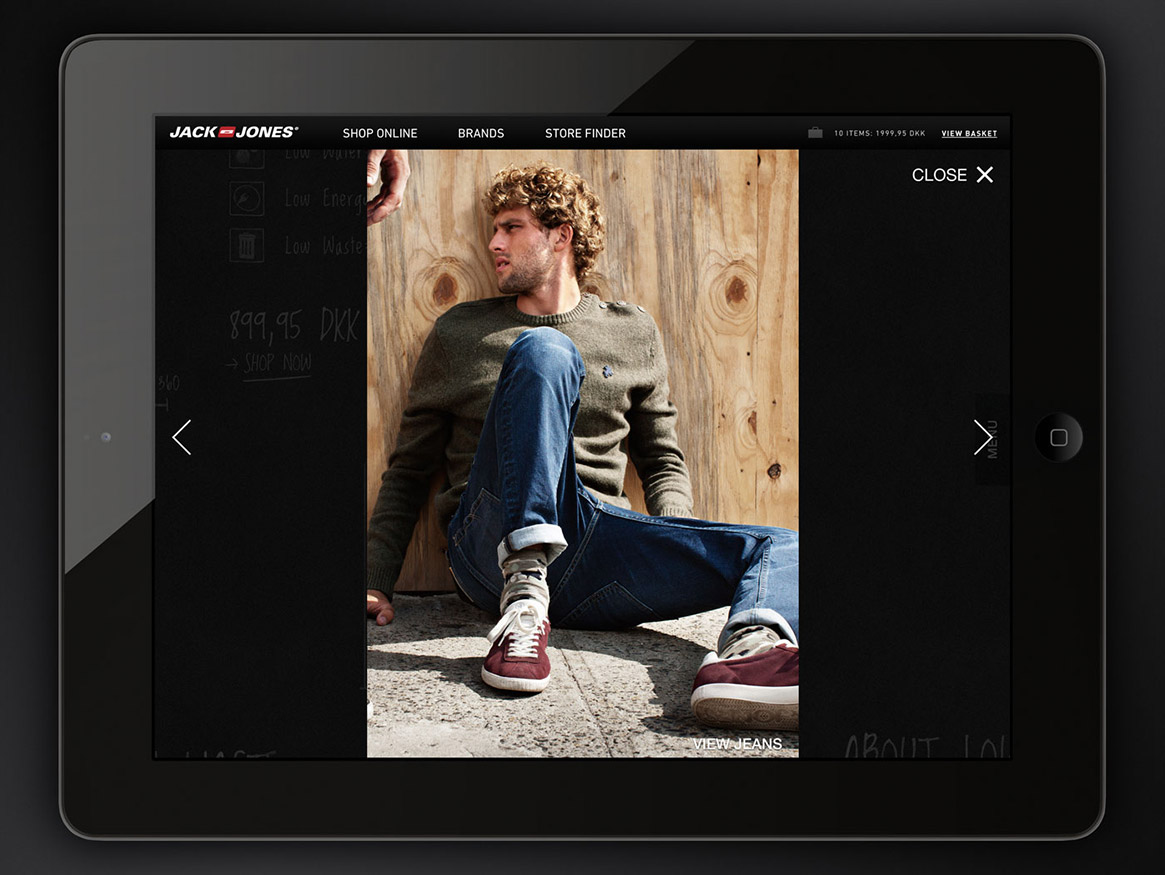 JACK JONES®
SHOP ONLINE
BRANDS
STORE FINDER
10 ITEMS: 1999,95 DKK
VIEW BASKET
CLOSE
Low Water
Low Energy
Low Waste
899,95 DKK
→ SHOP NOW
360.
MENU
VIEW JEANS
ABOUT LO